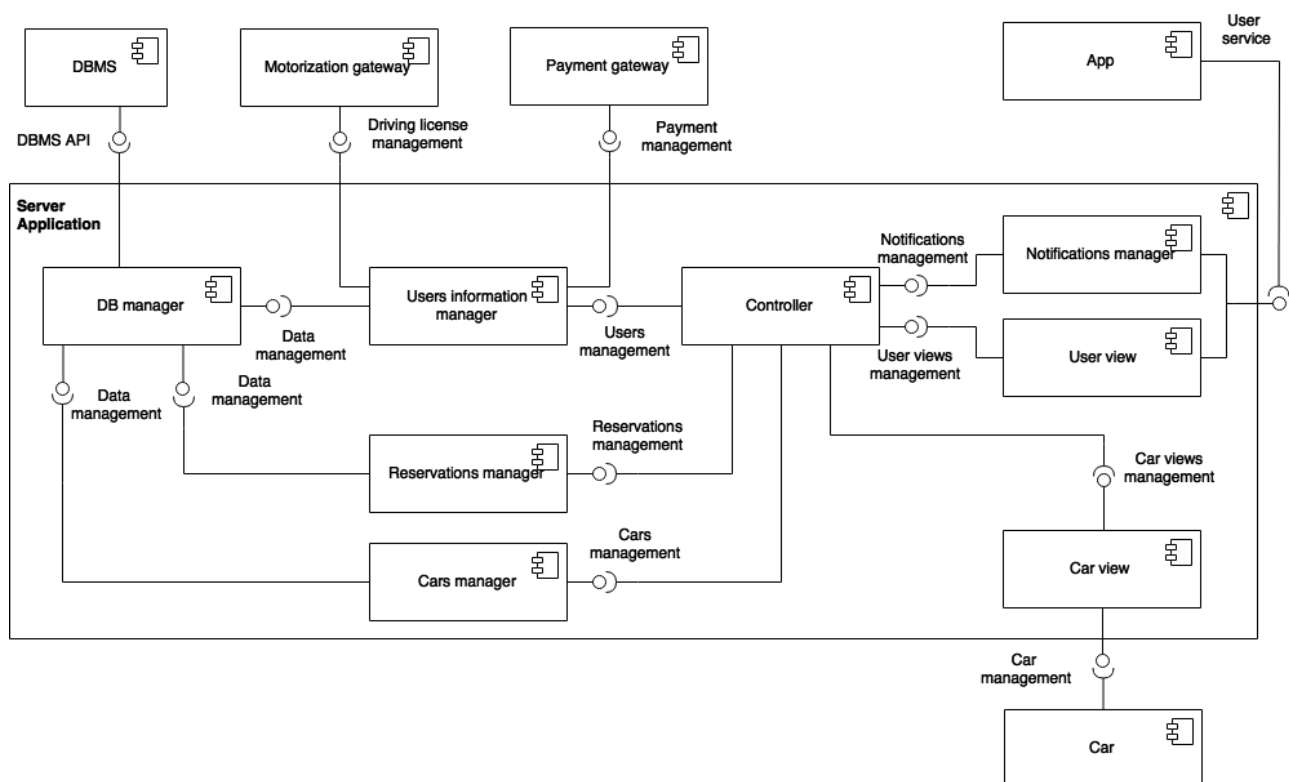 User
service
DBMS
Motorization gateway
Payment gateway
App
DBMS API
Driving license
management
Payment
management
Server
Application
Notifications
management
Notifications manager
DB manager
Users information
manager
Controller
Data
management
Users
management
User views
management
User view
Data
management
Data
management
Reservations
management
Reservations manager
Car views
management
Cars
management
Cars manager
Car view
Car
management
Car